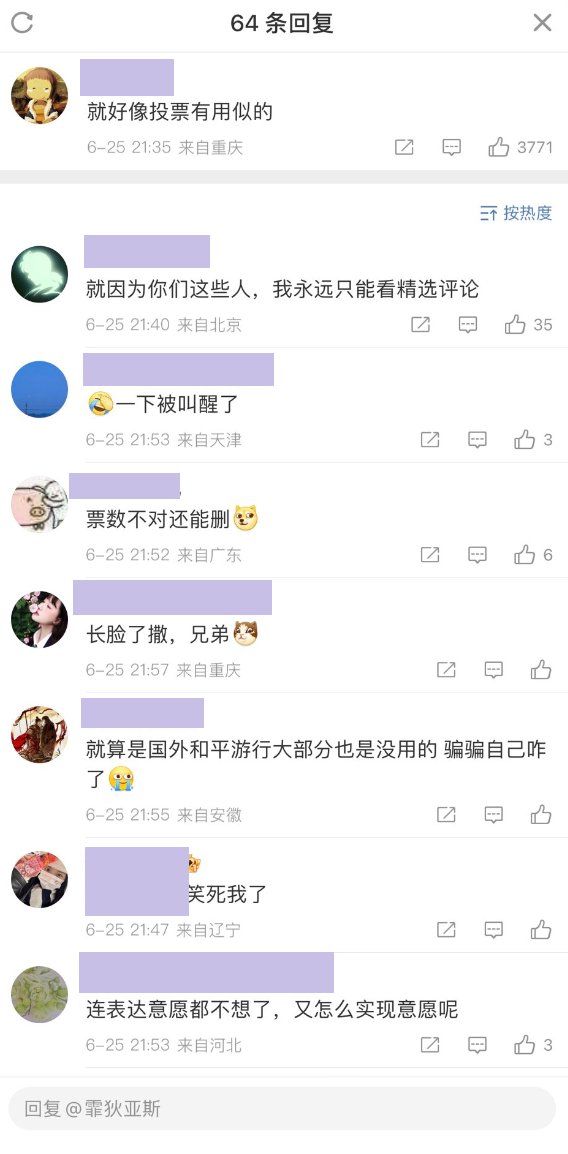 64 条回复
就好像投票有用似的
6-25 21:35 来自重庆
3771
按热度
就因为你们这些人，我永远只能看精选评论
6-25 21:40 来自北京
35
一下被叫醒了
6-25 21:53 来自天津
3
票数不对还能删
6-25 21:52 来自广东
6
长脸了撒，兄弟
6-25 21:57 来自重庆
就算是国外和平游行大部分也是没用的 骗骗自己咋
了
6-25 21:55 来自安徽
笑死我了
6-25 21:47 来自辽宁
连表达意愿都不想了，又怎么实现意愿呢
6-25 21:53 来自河北
3
回复@霏狄亚斯